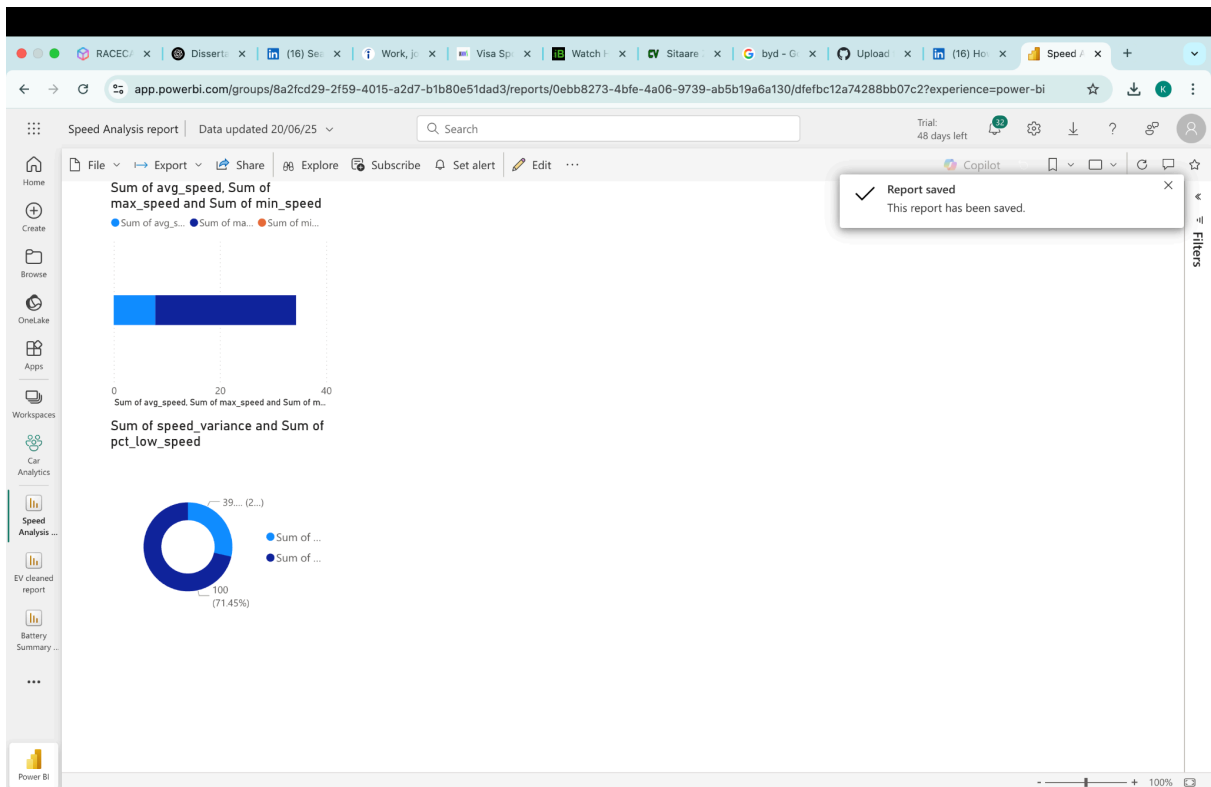 RACECA
Disserta
(16) Sea
Work, jo
Visa Spo
Watch H
Sitaare
byd - Go
Upload
(16) Ho
Speed A
app.powerbi.com/groups/8a2fcd29-2f59-4015-a2d7-b1b80e51dad3/reports/0ebb8273-4bfe-4a06-9739-ab5b19a6a130/dfefbc12a74288bb07c2?experience=power-bi
K
Speed Analysis report
Data updated 20/06/25
Search
Trial:
48 days left
32
File
Export
Share
Explore
Subscribe
Set alert
Edit
Copilot
Home
Create
Browse
OneLake
Apps
Workspaces
Car
Analytics
Speed
Analysis ...
EV cleaned
report
Battery
Summary ...
Power BI
Sum of avg_speed, Sum of
max_speed and Sum of min_speed
Sum of avg_s... Sum of ma... Sum of mi...
0 20 40
Sum of avg_speed, Sum of max_speed and Sum of m...
Sum of speed_variance and Sum of
pct_low_speed
39.... (2...)
Sum of ...
Sum of ...
100
(71.45%)
Report saved
This report has been saved.
Filters
- + 100%